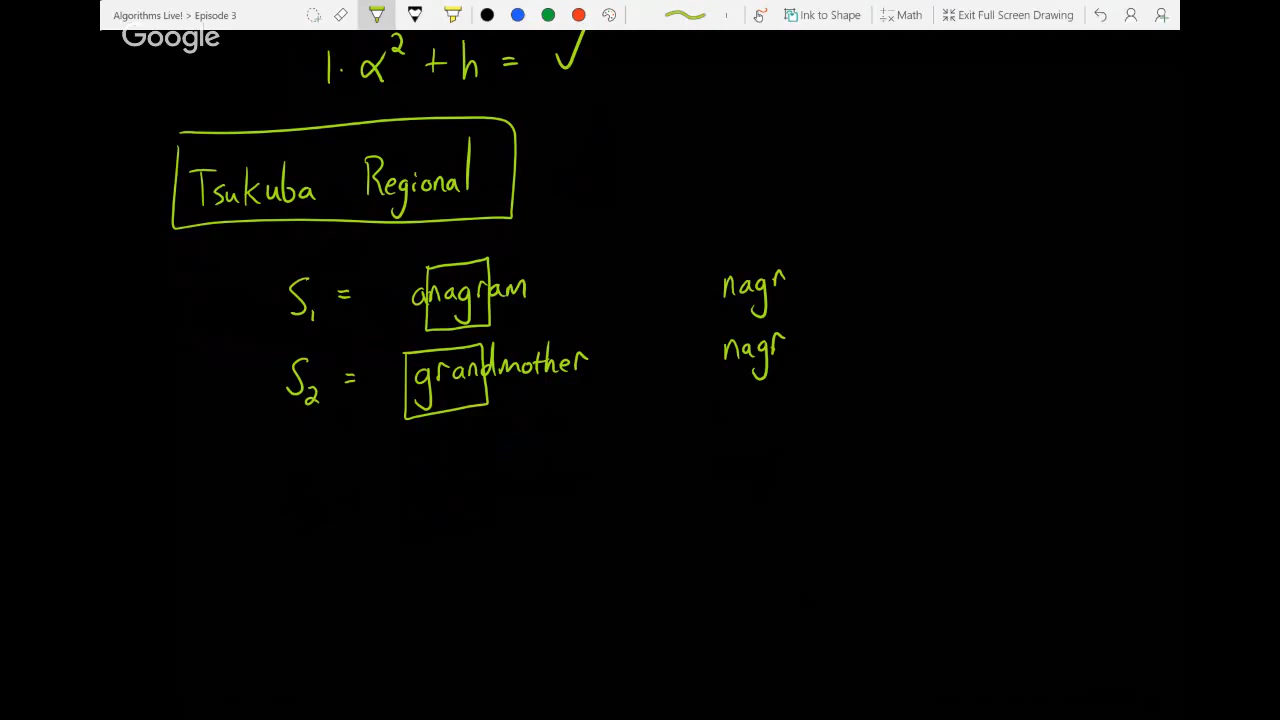 Algorithms Live! > Episode 3
Ink to Shape
Math
Exit Full Screen Drawing
Google
1·α² + h = ✓
Tsukuba Regional
S₁ = anagram nagr
S₂ = grandmother nagr